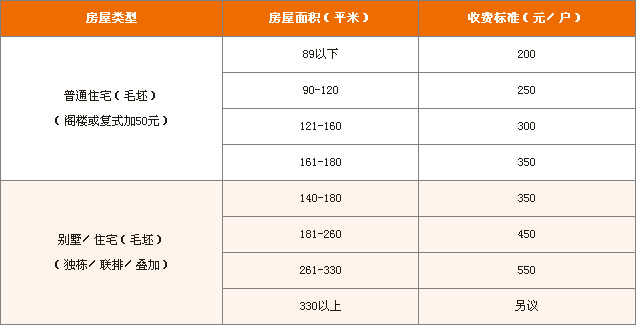 房屋类型 房屋面积（平米） 收费标准（元／户）
普通住宅（毛坯）
（阁楼或复式加50元）
89以下 200
90-120 250
121-160 300
161-180 350
别墅／住宅（毛坯）
（独栋／联排／叠加）
140-180 350
181-260 450
261-330 550
330以上 另议